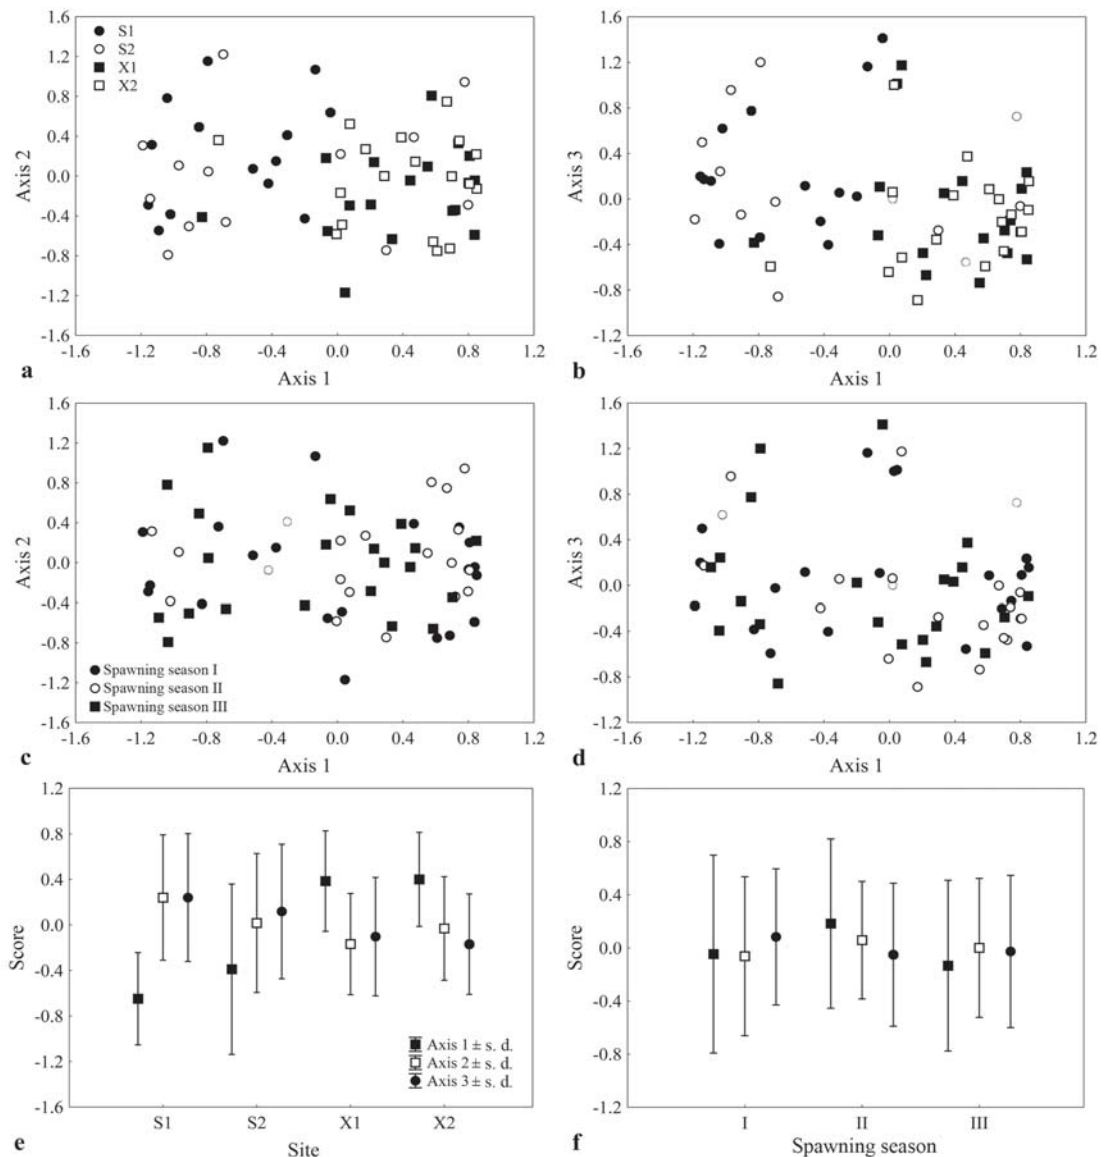 1.6
1.2
0.8
0.4
0.0
-0.4
-0.8
-1.2
-1.6
Axis 2
S1
S2
X1
X2
-1.6 -1.2 -0.8 -0.4 0.0 0.4 0.8 1.2
a
Axis 1
1.6
1.2
0.8
0.4
0.0
-0.4
-0.8
-1.2
Axis 3
-1.6 -1.2 -0.8 -0.4 0.0 0.4 0.8 1.2
b
Axis 1
1.6
1.2
0.8
0.4
0.0
-0.4
-0.8
-1.2
-1.6
Axis 2
Spawning season I
Spawning season II
Spawning season III
-1.6 -1.2 -0.8 -0.4 0.0 0.4 0.8 1.2
c
Axis 1
1.6
1.2
0.8
0.4
0.0
-0.4
-0.8
-1.2
Axis 3
-1.6 -1.2 -0.8 -0.4 0.0 0.4 0.8 1.2
d
Axis 1
1.2
0.8
0.4
0.0
-0.4
-0.8
-1.2
-1.6
Score
Axis 1 ± s. d.
Axis 2 ± s. d.
Axis 3 ± s. d.
S1 S2 X1 X2
e
Site
1.2
0.8
0.4
0.0
-0.4
-0.8
-1.2
Score
I II III
f
Spawning season